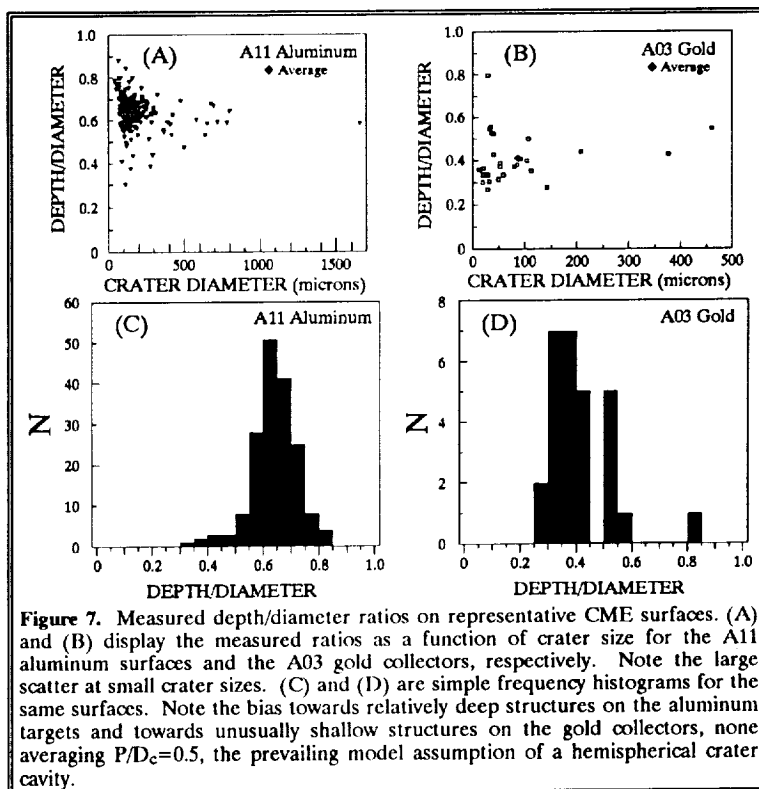 (A)
A11 Aluminum
◆ Average
1.0
0.8
0.6
0.4
0.2
0
DEPTH/DIAMETER
0 500 1000 1500
CRATER DIAMETER (microns)
(B)
A03 Gold
◆ Average
1.0
0.8
0.6
0.4
0.2
0
DEPTH/DIAMETER
0 100 200 300 400 500
CRATER DIAMETER (microns)
(C)
A11 Aluminum
60
50
40
30
20
10
0
N
0 0.2 0.4 0.6 0.8 1.0
DEPTH/DIAMETER
(D)
A03 Gold
8
6
4
2
0
N
0 0.2 0.4 0.6 0.8 1.0
DEPTH/DIAMETER
Figure 7. Measured depth/diameter ratios on representative CME surfaces. (A)
and (B) display the measured ratios as a function of crater size for the A11
aluminum surfaces and the A03 gold collectors, respectively. Note the large
scatter at small crater sizes. (C) and (D) are simple frequency histograms for the
same surfaces. Note the bias towards relatively deep structures on the aluminum
targets and towards unusually shallow structures on the gold collectors, none
averaging P/Dc=0.5, the prevailing model assumption of a hemispherical crater
cavity.